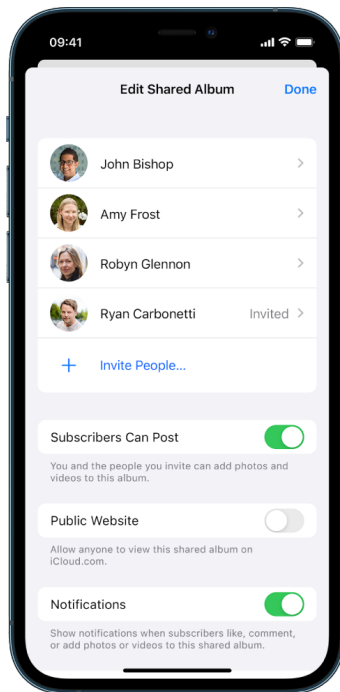 09:41
Edit Shared Album Done
John Bishop
Amy Frost
Robyn Glennon
Ryan Carbonetti Invited
Invite People...
Subscribers Can Post
You and the people you invite can add photos and
videos to this album.
Public Website
Allow anyone to view this shared album on
iCloud.com.
Notifications
Show notifications when subscribers like, comment,
or add photos or videos to this shared album.